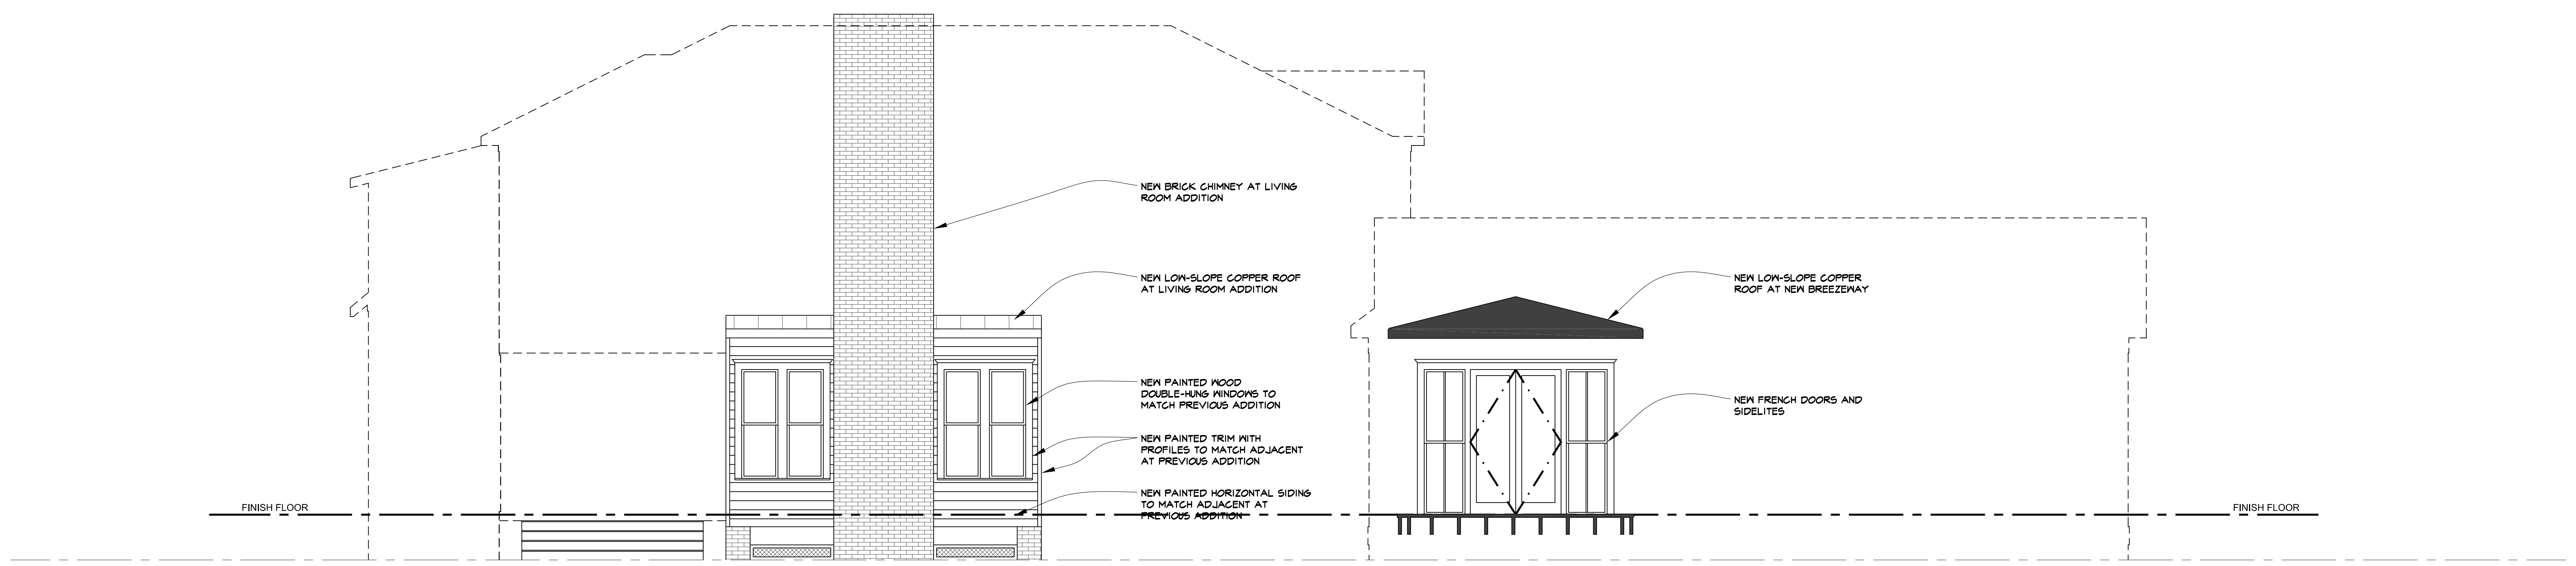 NEW BRICK CHIMNEY AT LIVING
ROOM ADDITION
NEW LOW-SLOPE COPPER ROOF
AT LIVING ROOM ADDITION
NEW LOW-SLOPE COPPER
ROOF AT NEW BREEZEWAY
NEW PAINTED WOOD
DOUBLE-HUNG WINDOWS TO
MATCH PREVIOUS ADDITION
NEW FRENCH DOORS AND
SIDELITES
NEW PAINTED TRIM WITH
PROFILES TO MATCH ADJACENT
AT PREVIOUS ADDITION
NEW PAINTED HORIZONTAL SIDING
TO MATCH ADJACENT AT
PREVIOUS ADDITION
FINISH FLOOR
FINISH FLOOR